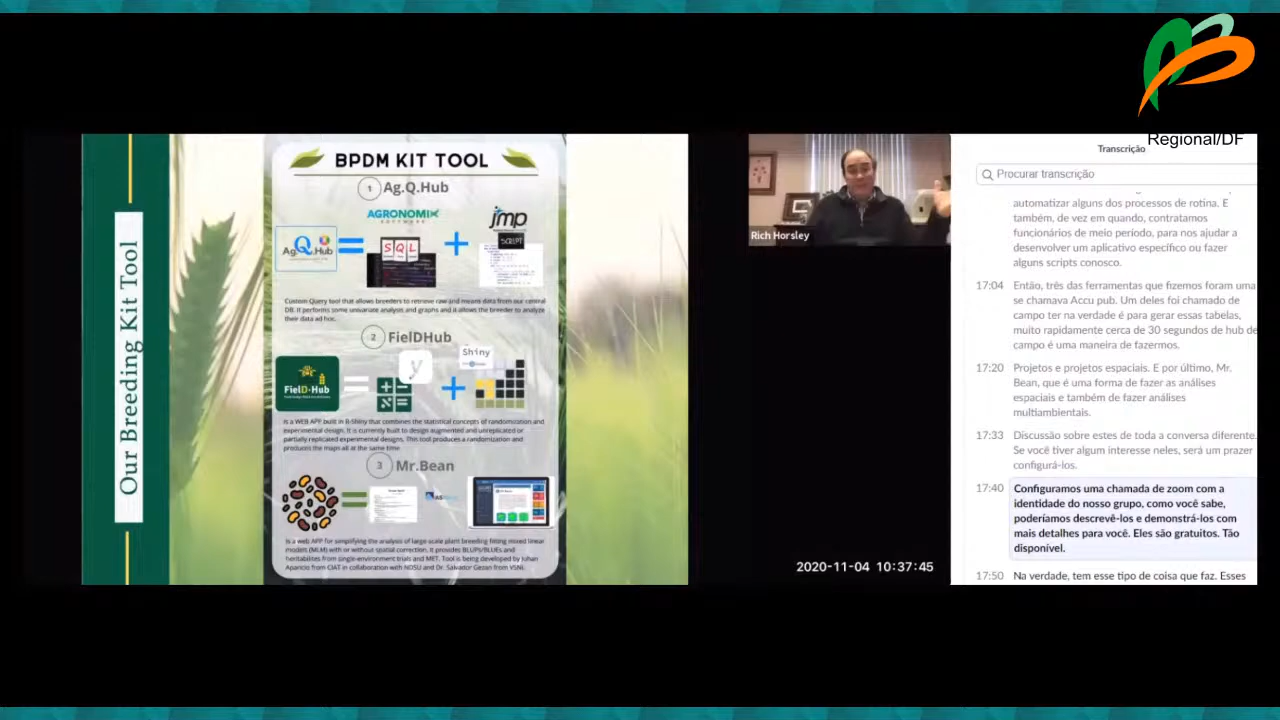 Regional/DF
Our Breeding Kit Tool
BPDM KIT TOOL
1 Ag.Q.Hub
AGRONOMIX
SOFTWARE
jmp
Ag.Q.Hub
SQL
SCRIPT
Custom Query tool that allows breeders to retrieve raw and means data from our central
DB. It performs some univariate analysis and graphs and it allows the breeder to analyze
their data ad hoc.
2 FielDHub
Shiny
y
FielD-Hub
is a WEB APP built in R-Shiny that combines the statistical concepts of randomization and
experimental design. It is currently built to design augmented and unreplicated or
partially replicated experimental designs. This tool produces a randomization and
produces the maps all at the same time.
3 Mr.Bean
Is a web APP for simplifying the analysis of large-scale plant breeding fitting mixed linear
models (MLM) with or without spatial correction. It provides BLUPs/BLUEs and
heritabilities from single-environment trials and MET. Tool is being developed by Johan
Aparicio from CIAT in collaboration with NDSU and Dr. Salvador Gezan from VSNi.
Rich Horsley
2020-11-04 10:37:45
Transcrição
Procurar transcrição
automatizar alguns dos processos de rotina. E
também, de vez em quando, contratamos
funcionários de meio período, para nos ajudar a
desenvolver um aplicativo específico ou fazer
alguns scripts conosco.
17:04 Então, três das ferramentas que fizemos foram uma
se chamava Accu pub. Um deles foi chamado de
campo ter na verdade é para gerar essas tabelas,
muito rapidamente cerca de 30 segundos de hub de
campo é uma maneira de fazermos.
17:20 Projetos e projetos espaciais. E por último, Mr.
Bean, que é uma forma de fazer as análises
espaciais e também de fazer análises
multiambientais.
17:33 Discussão sobre estes de toda a conversa diferente.
Se você tiver algum interesse neles, será um prazer
configurá-los.
17:40 Configuramos uma chamada de zoom com a
identidade do nosso grupo, como você sabe,
poderíamos descrevê-los e demonstrá-los com
mais detalhes para você. Eles são gratuitos. Tão
disponível.
17:50 Na verdade, tem esse tipo de coisa que faz. Esses